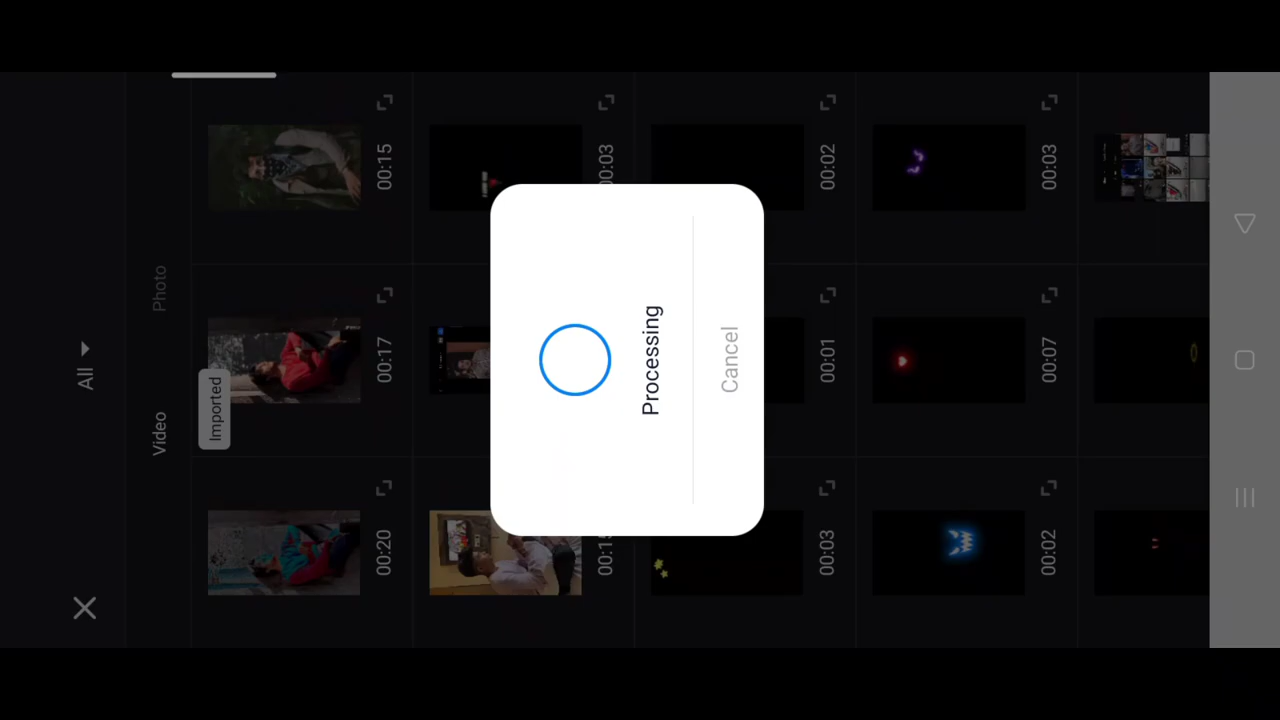 All
Video Photo
Imported
00:20 00:17 00:15
00:03
Processing
Cancel
00:03 00:01 00:02
00:02 00:07 00:03